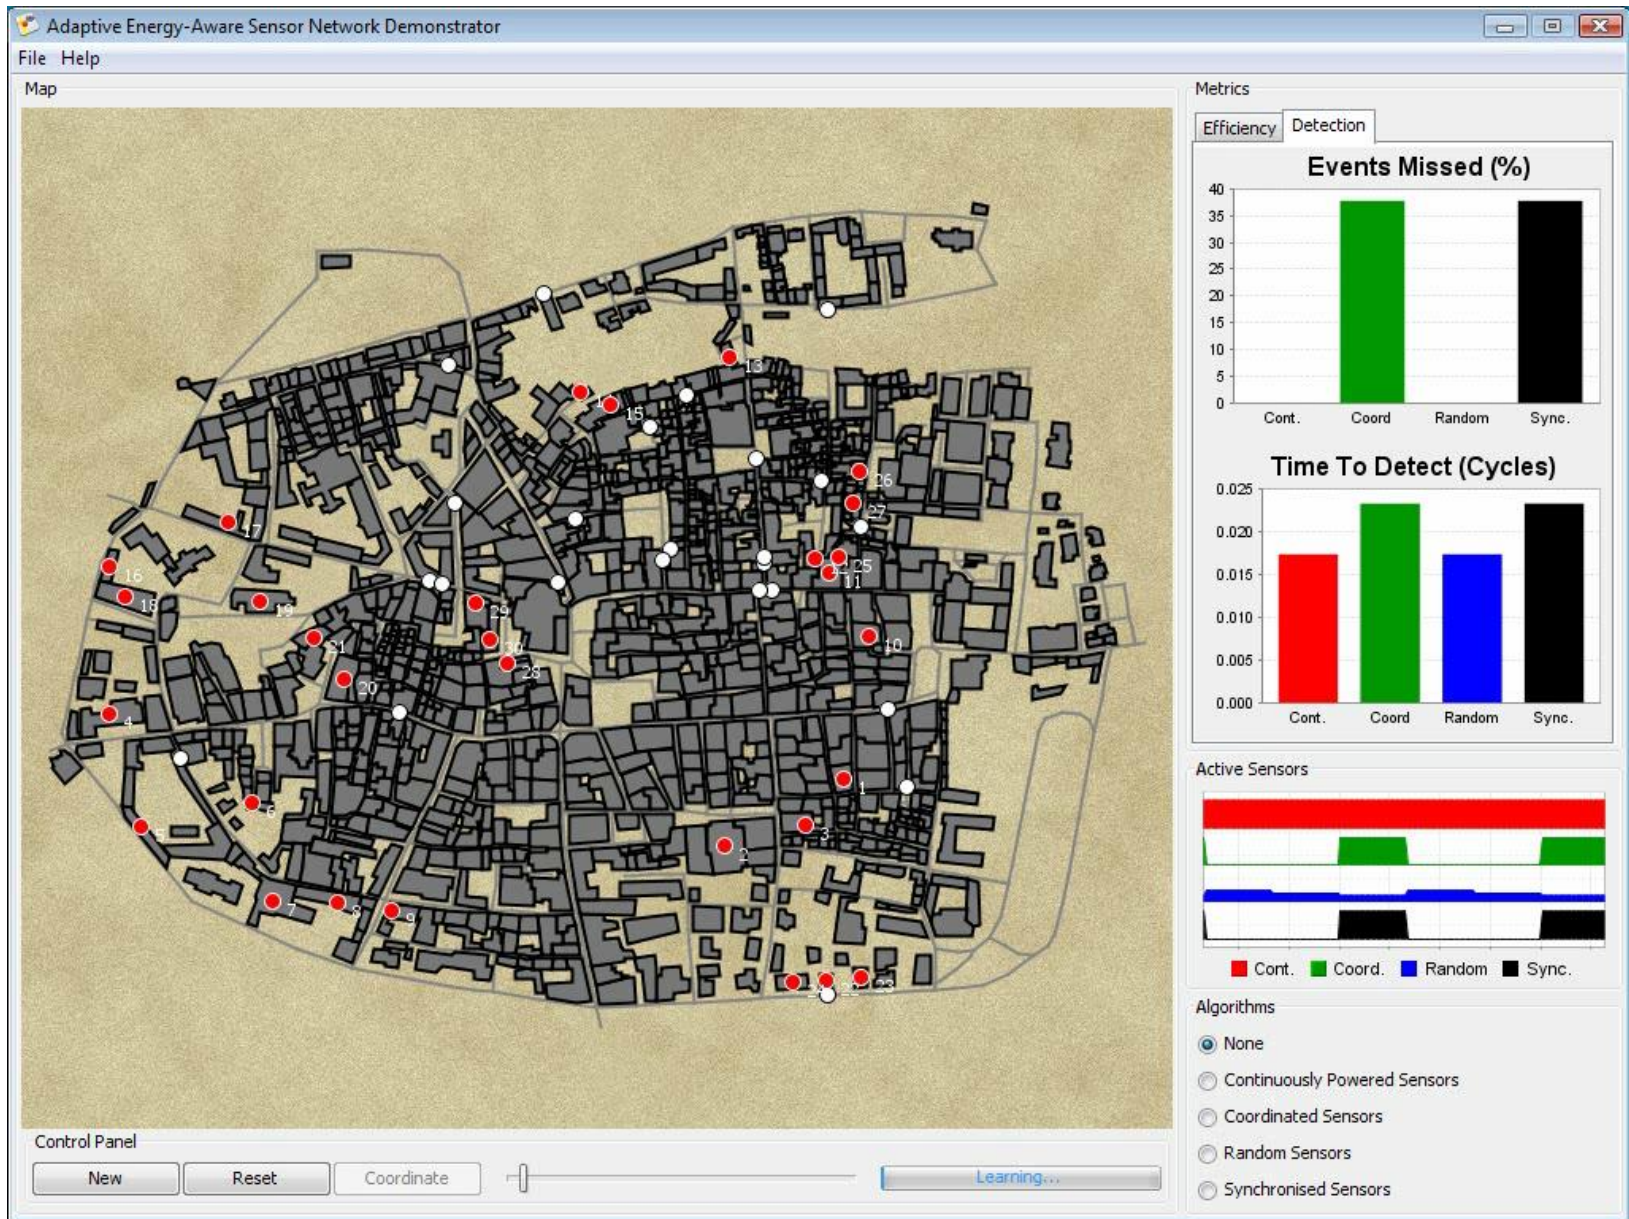 Adaptive Energy-Aware Sensor Network Demonstrator
File Help
Map
13
15
26
27
17
25
11
16
18
19
29
10
21
30
28
20
4
1
6
3
5
2
7
8
9
24 22 23
Control Panel
New Reset Coordinate Learning...
Metrics
Efficiency Detection
Events Missed (%)
40
35
30
25
20
15
10
5
0
Cont. Coord Random Sync.
Time To Detect (Cycles)
0.025
0.020
0.015
0.010
0.005
0.000
Cont. Coord Random Sync.
Active Sensors
Cont. Coord. Random Sync.
Algorithms
None
Continuously Powered Sensors
Coordinated Sensors
Random Sensors
Synchronised Sensors